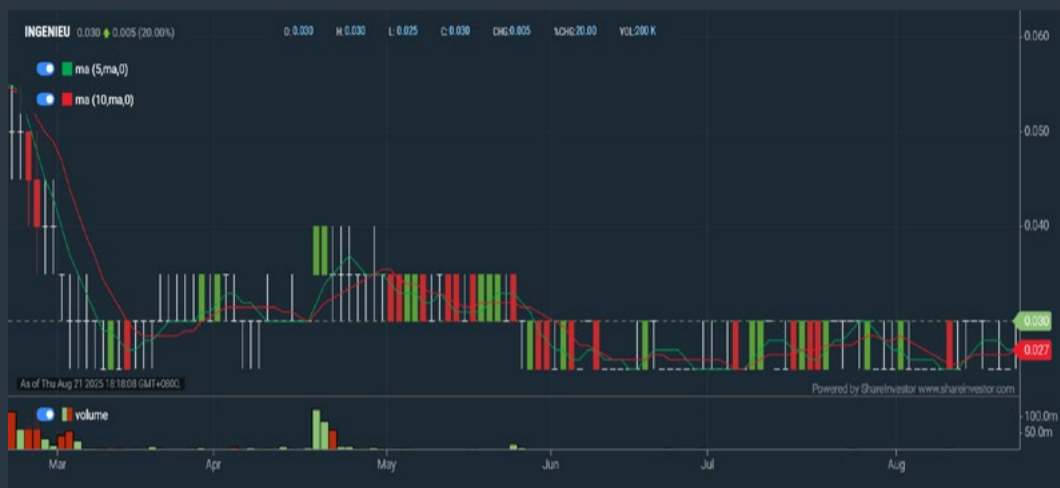 INGENIEU 0.030 0.005 (20.00%) O: 0.030 H: 0.030 L: 0.025 C: 0.030 CHG:0.005 %CHG:20.00 VOL:200 K
ma (5,ma,0)
ma (10,ma,0)
0.060
0.050
0.040
0.030
0.027
As of Thu Aug 21 2025 18:18:08 GMT+0800. Powered by ShareInvestor www.shareinvestor.com
volume
100.0m
50.0m
Mar Apr May Jun Jul Aug